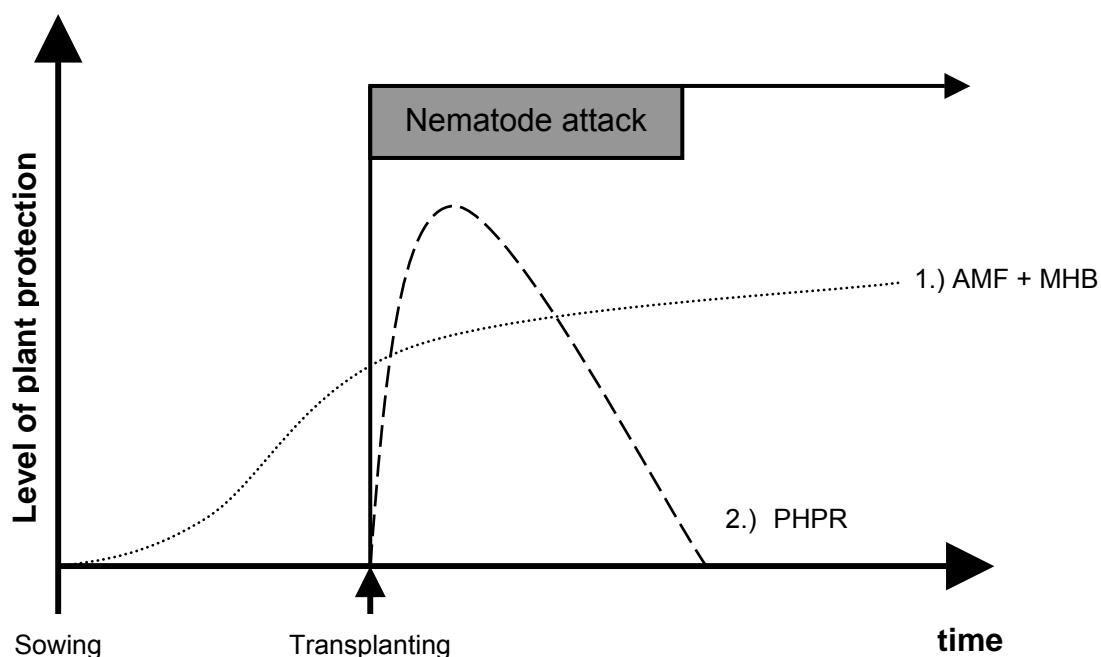 Nematode attack
Level of plant protection
1.) AMF + MHB
2.) PHPR
Sowing
Transplanting
time